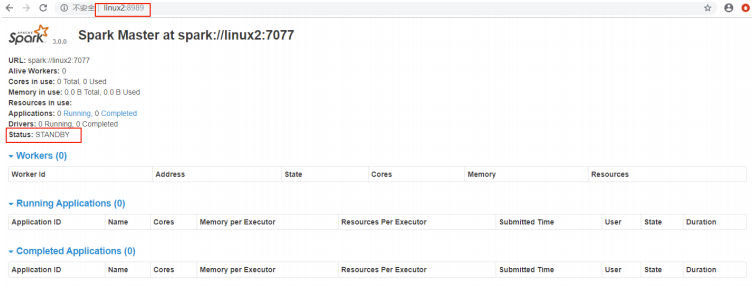 不安全 | linux2:8989
APACHE Spark 3.0.0 Spark Master at spark://linux2:7077
URL: spark://linux2:7077
Alive Workers: 0
Cores in use: 0 Total, 0 Used
Memory in use: 0.0 B Total, 0.0 B Used
Resources in use:
Applications: 0 Running, 0 Completed
Drivers: 0 Running, 0 Completed
Status: STANDBY
Workers (0)
Worker Id Address State Cores Memory Resources
Running Applications (0)
Application ID Name Cores Memory per Executor Resources Per Executor Submitted Time User State Duration
Completed Applications (0)
Application ID Name Cores Memory per Executor Resources Per Executor Submitted Time User State Duration